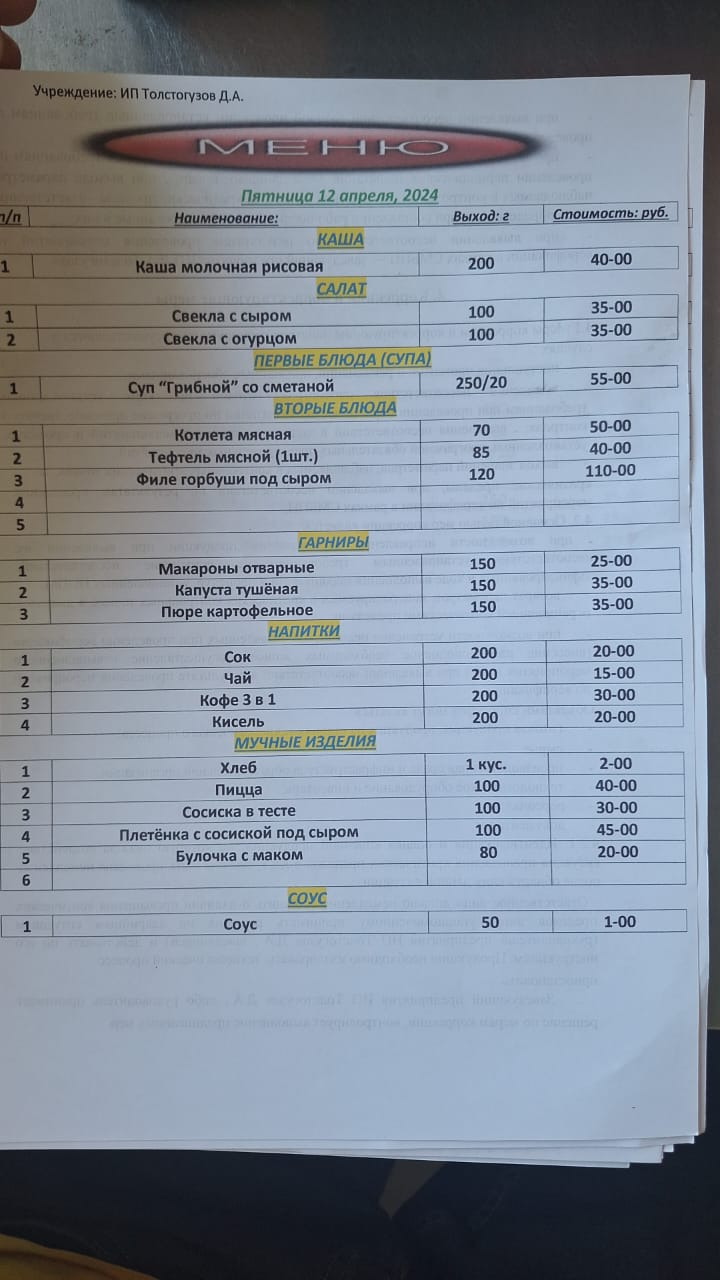 Учреждение: ИП Толстогузов Д.А.
МЕНЮ
Пятница 12 апреля, 2024
п/п Наименование: Выход: г Стоимость: руб.
КАША
1 Каша молочная рисовая 200 40-00
САЛАТ
1 Свекла с сыром 100 35-00
2 Свекла с огурцом 100 35-00
ПЕРВЫЕ БЛЮДА (СУПА)
1 Суп “Грибной” со сметаной 250/20 55-00
ВТОРЫЕ БЛЮДА
1 Котлета мясная 70 50-00
2 Тефтель мясной (1шт.) 85 40-00
3 Филе горбуши под сыром 120 110-00
4
5
ГАРНИРЫ
1 Макароны отварные 150 25-00
2 Капуста тушёная 150 35-00
3 Пюре картофельное 150 35-00
НАПИТКИ
1 Сок 200 20-00
2 Чай 200 15-00
3 Кофе 3 в 1 200 30-00
4 Кисель 200 20-00
МУЧНЫЕ ИЗДЕЛИЯ
1 Хлеб 1 кус. 2-00
2 Пицца 100 40-00
3 Сосиска в тесте 100 30-00
4 Плетёнка с сосиской под сыром 100 45-00
5 Булочка с маком 80 20-00
6
СОУС
1 Соус 50 1-00